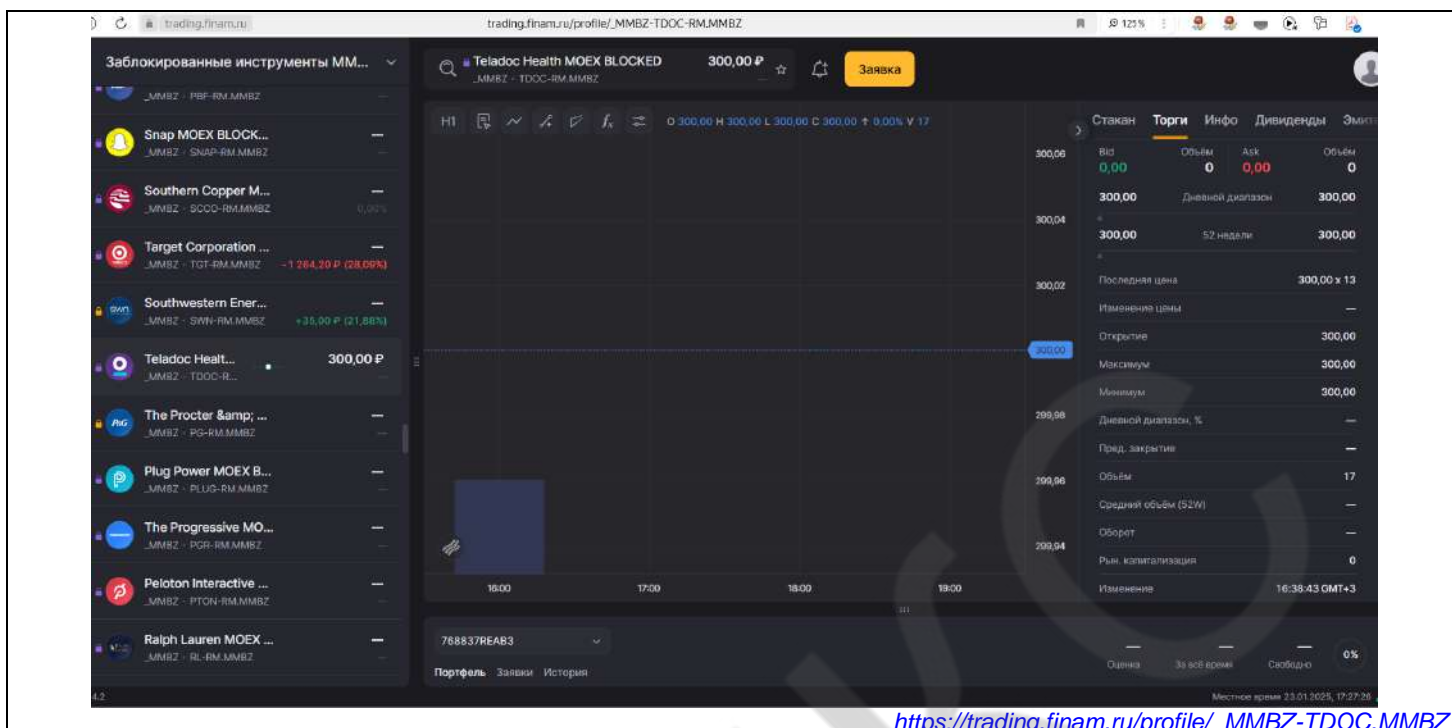 trading.finam.ru
trading.finam.ru/profile/_MMBZ-TDOC-RM.MMBZ
125 %
Заблокированные инструменты ММ...
_MMBZ · PBF-RM.MMBZ
—
Snap MOEX BLOCK...
—
_MMBZ · SNAP-RM.MMBZ
—
Southern Copper M...
—
_MMBZ · SCCO-RM.MMBZ
0,00%
Target Corporation ...
—
_MMBZ · TGT-RM.MMBZ
−1 264,20 ₽ (28,09%)
Southwestern Ener...
—
_MMBZ · SWN-RM.MMBZ
+35,00 ₽ (21,88%)
Teladoc Healt...
300,00 ₽
_MMBZ · TDOC-R...
—
The Procter &amp; ...
—
_MMBZ · PG-RM.MMBZ
—
Plug Power MOEX B...
—
_MMBZ · PLUG-RM.MMBZ
—
The Progressive MO...
—
_MMBZ · PGR-RM.MMBZ
—
Peloton Interactive ...
—
_MMBZ · PTON-RM.MMBZ
—
Ralph Lauren MOEX ...
—
_MMBZ · RL-RM.MMBZ
—
4.2
Teladoc Health MOEX BLOCKED
300,00 ₽
_MMBZ · TDOC-RM.MMBZ
—
Заявка
H1
O 300,00 H 300,00 L 300,00 C 300,00 ↑ 0,00% V 17
300,06
300,04
300,02
300,00
299,98
299,96
299,94
16:00 17:00 18:00 19:00
Стакан Торги Инфо Дивиденды Эмит
Bid Объём Ask Объём
0,00 0 0,00 0
300,00 Дневной диапазон 300,00
300,00 52 недели 300,00
Последняя цена 300,00 x 13
Изменение цены —
Открытие 300,00
Максимум 300,00
Минимум 300,00
Дневной диапазон, % —
Пред. закрытие —
Объём 17
Средний объём (52W) —
Оборот —
Рын. капитализация 0
Изменение 16:38:43 GMT+3
768837REAB3
Портфель Заявки История
— — — 0%
Оценка За всё время Свободно
Местное время 23.01.2025, 17:27:26
https://trading.finam.ru/profile/_MMBZ-TDOC.MMBZ